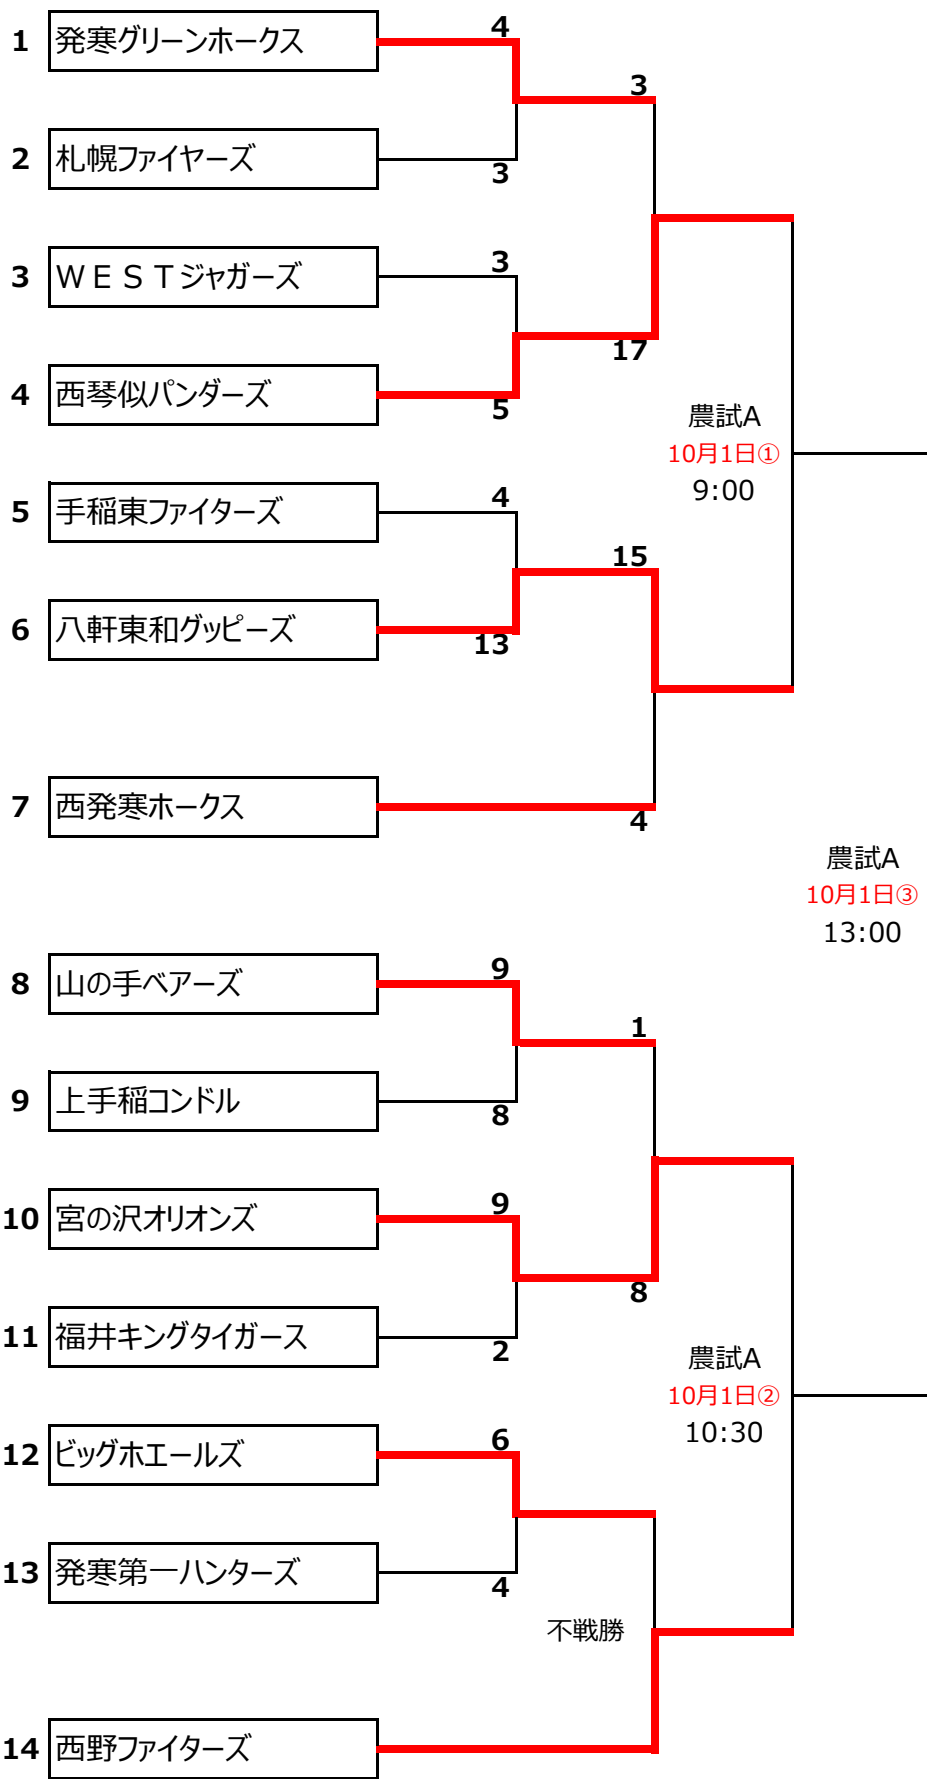 1 発寒グリーンホークス 4
3
2 札幌ファイヤーズ 3
3 ＷＥＳＴジャガーズ 3
17
4 西琴似パンダーズ 5
農試A
10月1日①
9:00
5 手稲東ファイターズ 4
15
6 八軒東和グッピーズ 13
7 西発寒ホークス 4
農試A
10月1日③
13:00
8 山の手ベアーズ 9
1
9 上手稲コンドル 8
10 宮の沢オリオンズ 9
8
11 福井キングタイガース 2
農試A
10月1日②
10:30
12 ビッグホエールズ 6
13 発寒第一ハンターズ 4
不戦勝
14 西野ファイターズ